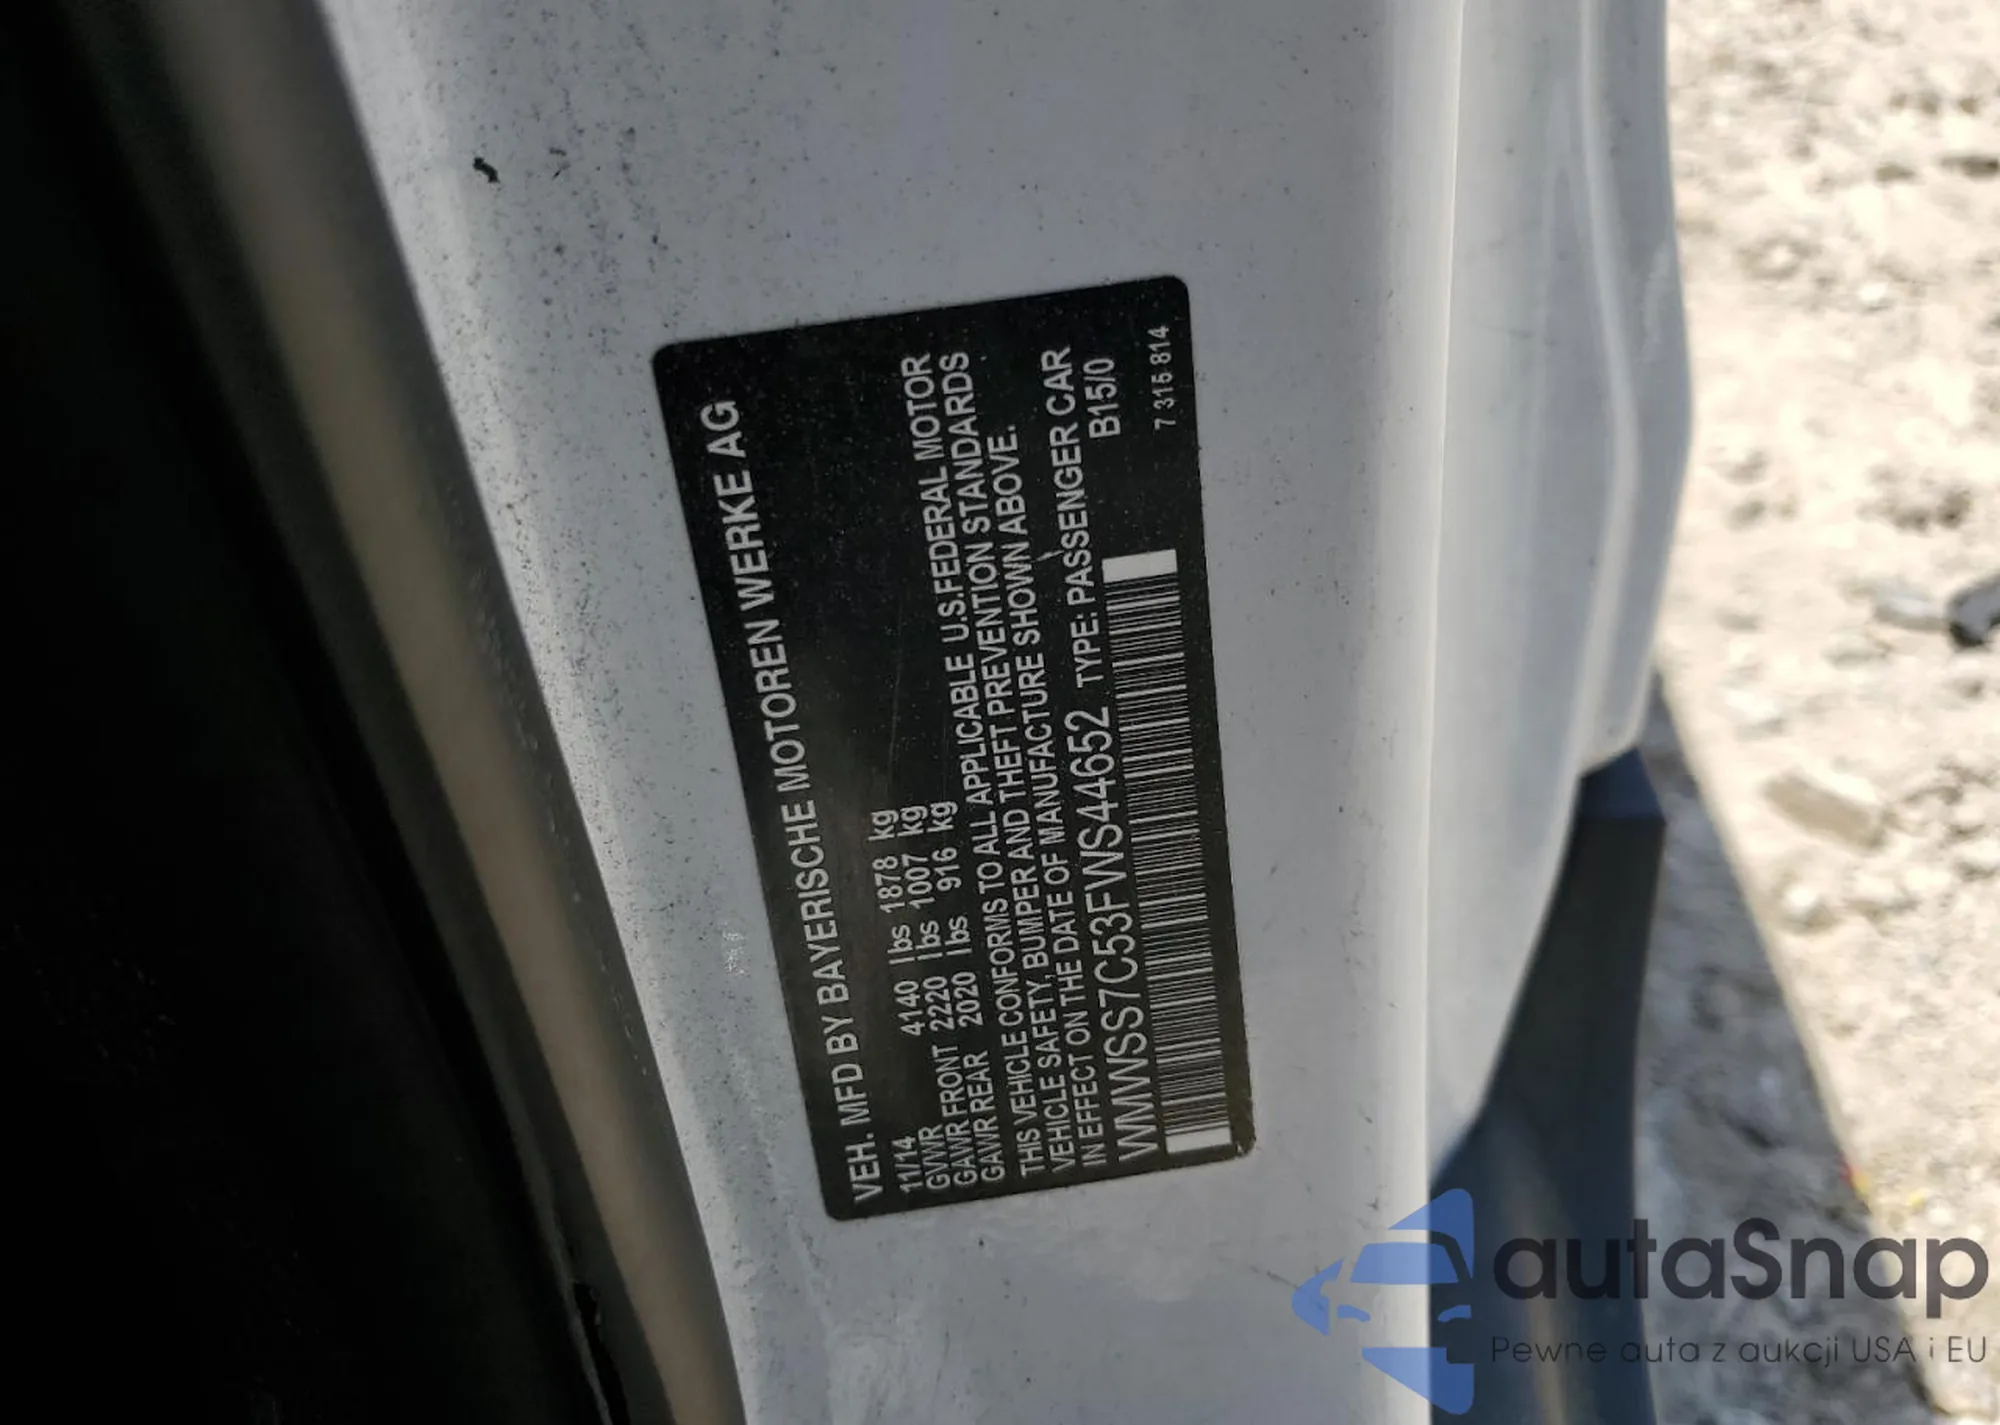 VEH. MFD BY BAYERISCHE MOTOREN WERKE AG
11/14
GVWR 4140 lbs 1878 kg
GAWR FRONT 2220 lbs 1007 kg
GAWR REAR 2020 lbs 916 kg
THIS VEHICLE CONFORMS TO ALL APPLICABLE U.S.FEDERAL MOTOR
VEHICLE SAFETY, BUMPER AND THEFT PREVENTION STANDARDS
IN EFFECT ON THE DATE OF MANUFACTURE SHOWN ABOVE.
WMWSS7C53FWS44652 TYPE: PASSENGER CAR
B15/0
7 315 814
autaSnap
Pewne auta z aukcji USA i EU